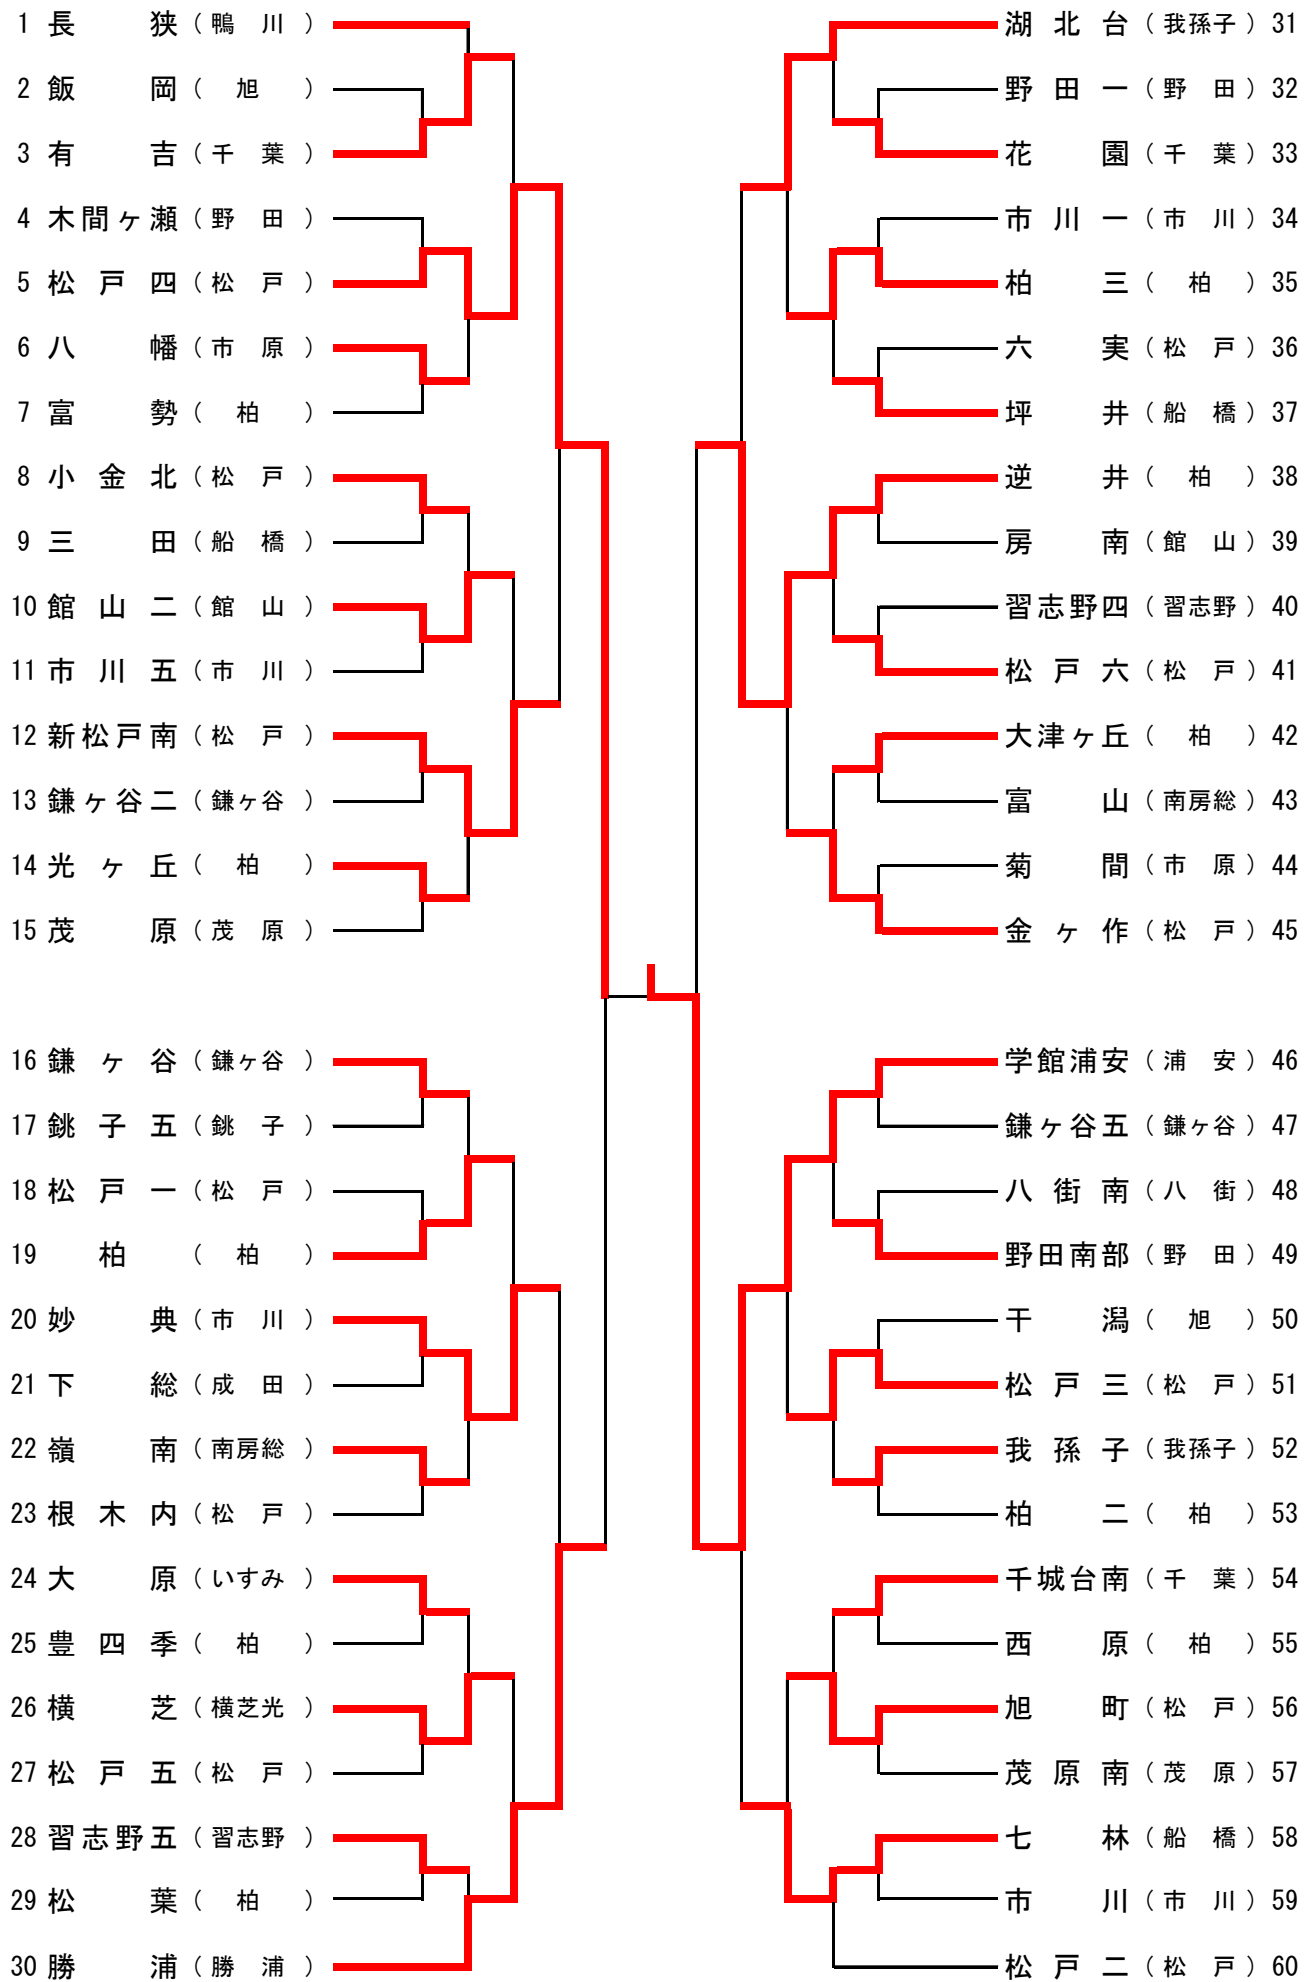 1 長狭（鴨川）
2 飯岡（旭）
3 有吉（千葉）
4 木間ヶ瀬（野田）
5 松戸四（松戸）
6 八幡（市原）
7 富勢（柏）
8 小金北（松戸）
9 三田（船橋）
10 館山二（館山）
11 市川五（市川）
12 新松戸南（松戸）
13 鎌ヶ谷二（鎌ヶ谷）
14 光ヶ丘（柏）
15 茂原（茂原）
16 鎌ヶ谷（鎌ヶ谷）
17 銚子五（銚子）
18 松戸一（松戸）
19 柏（柏）
20 妙典（市川）
21 下総（成田）
22 嶺南（南房総）
23 根木内（松戸）
24 大原（いすみ）
25 豊四季（柏）
26 横芝（横芝光）
27 松戸五（松戸）
28 習志野五（習志野）
29 松葉（柏）
30 勝浦（勝浦）
湖北台（我孫子）31
野田一（野田）32
花園（千葉）33
市川一（市川）34
柏三（柏）35
六実（松戸）36
坪井（船橋）37
逆井（柏）38
房南（館山）39
習志野四（習志野）40
松戸六（松戸）41
大津ヶ丘（柏）42
富山（南房総）43
菊間（市原）44
金ヶ作（松戸）45
学館浦安（浦安）46
鎌ヶ谷五（鎌ヶ谷）47
八街南（八街）48
野田南部（野田）49
干潟（旭）50
松戸三（松戸）51
我孫子（我孫子）52
柏二（柏）53
千城台南（千葉）54
西原（柏）55
旭町（松戸）56
茂原南（茂原）57
七林（船橋）58
市川（市川）59
松戸二（松戸）60